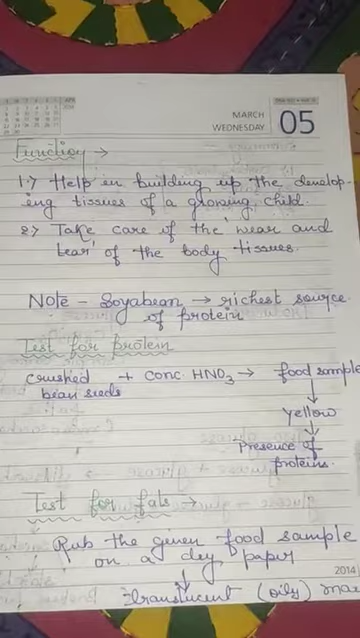 MARCH
WEDNESDAY
05
Function →
1.⇒ Help in building up the develop-
ing tissues of a growing child.
2⇒ Take care of the 'wear and
tear' of the body tissues.
Note - Soyabean → richest source
of protein
Test for protein
crushed + conc. HNO3 → food sample
bean seeds
↓
Yellow
↓
Presence of
proteins.
Test for fats →
Rub the given food sample
on a dry paper
↓
2014
Translucent (oily)